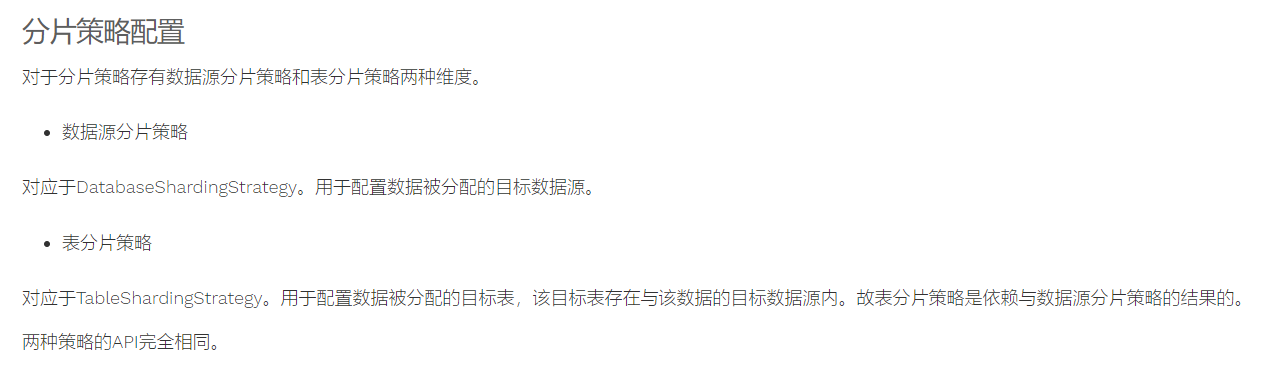 分片策略配置
对于分片策略存有数据源分片策略和表分片策略两种维度。
• 数据源分片策略
对应于DatabaseShardingStrategy。用于配置数据被分配的目标数据源。
• 表分片策略
对应于TableShardingStrategy。用于配置数据被分配的目标表，该目标表存在与该数据的目标数据源内。故表分片策略是依赖与数据源分片策略的结果的。
两种策略的API完全相同。